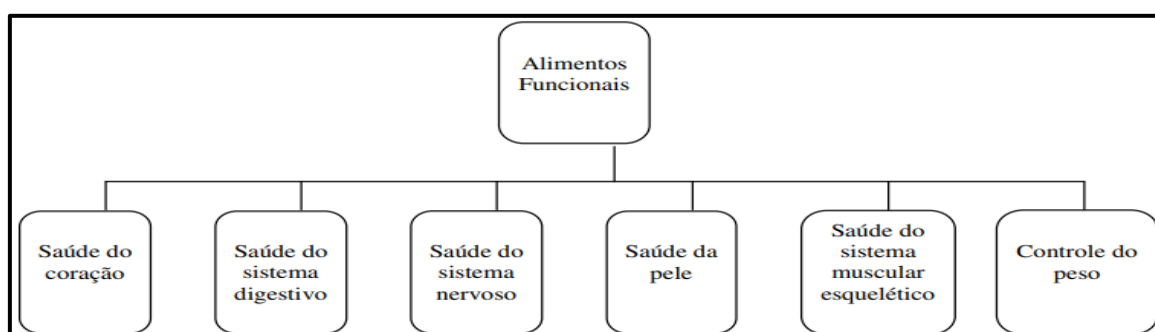 Alimentos
Funcionais
Saúde do
coração
Saúde do
sistema
digestivo
Saúde do
sistema
nervoso
Saúde da
pele
Saúde do
sistema
muscular
esquelético
Controle do
peso